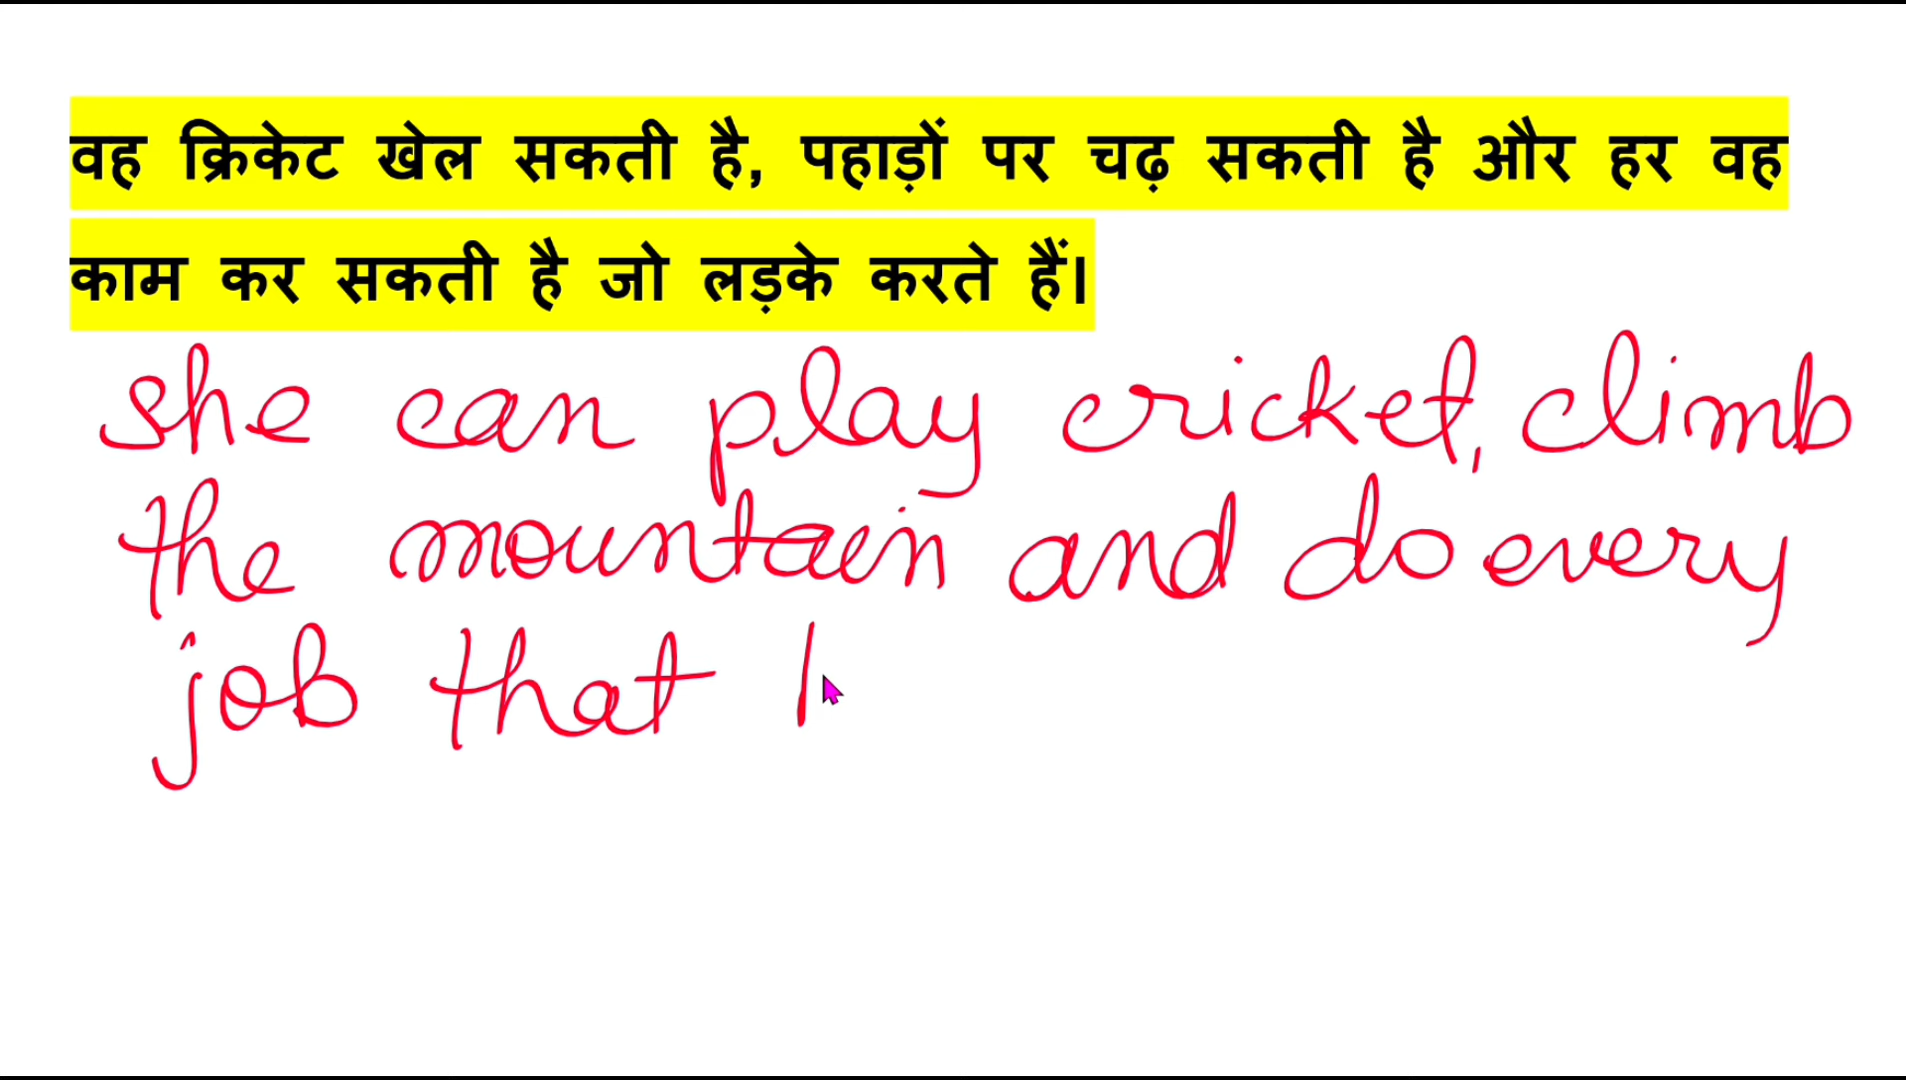 वह क्रिकेट खेल सकती है, पहाड़ों पर चढ़ सकती है और हर वह
काम कर सकती है जो लड़के करते हैं।
she can play cricket, climb
the mountain and do every
job that